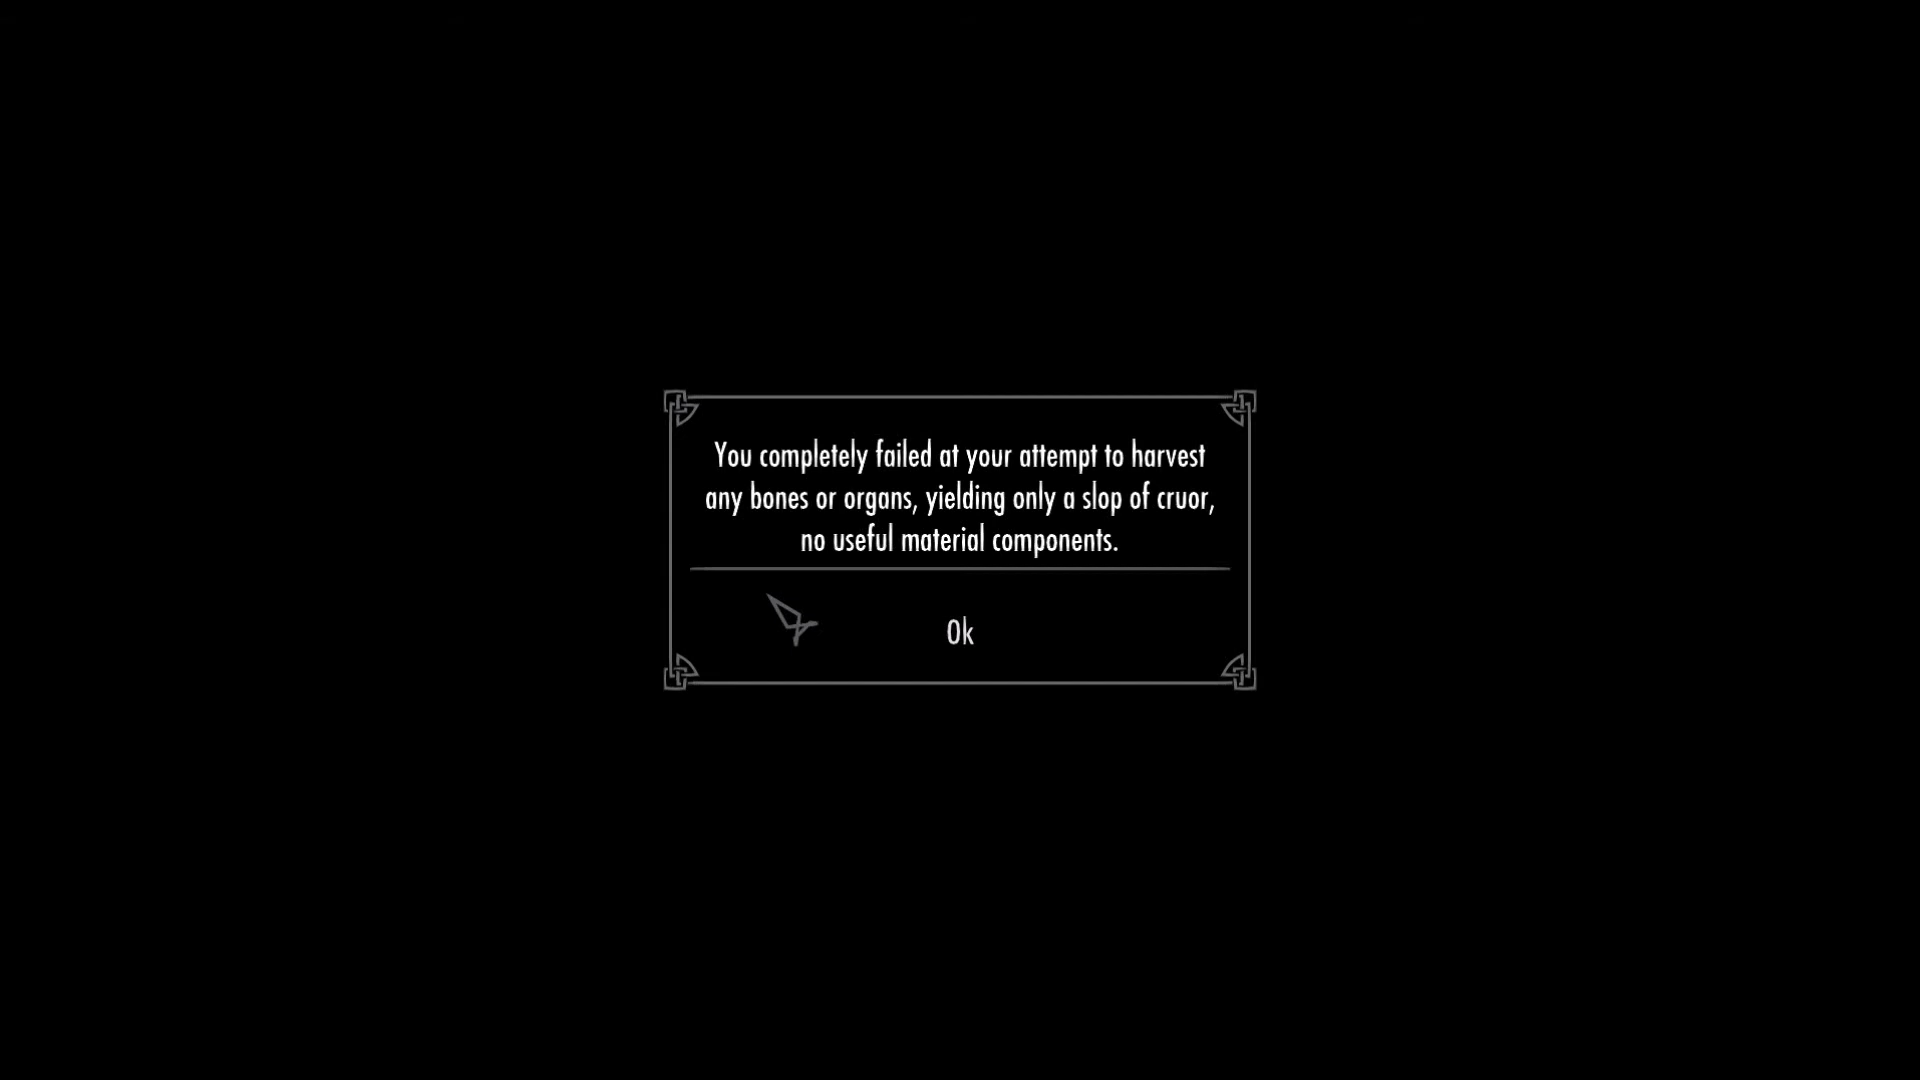 You completely failed at your attempt to harvest
any bones or organs, yielding only a slop of cruor,
no useful material components.
Ok